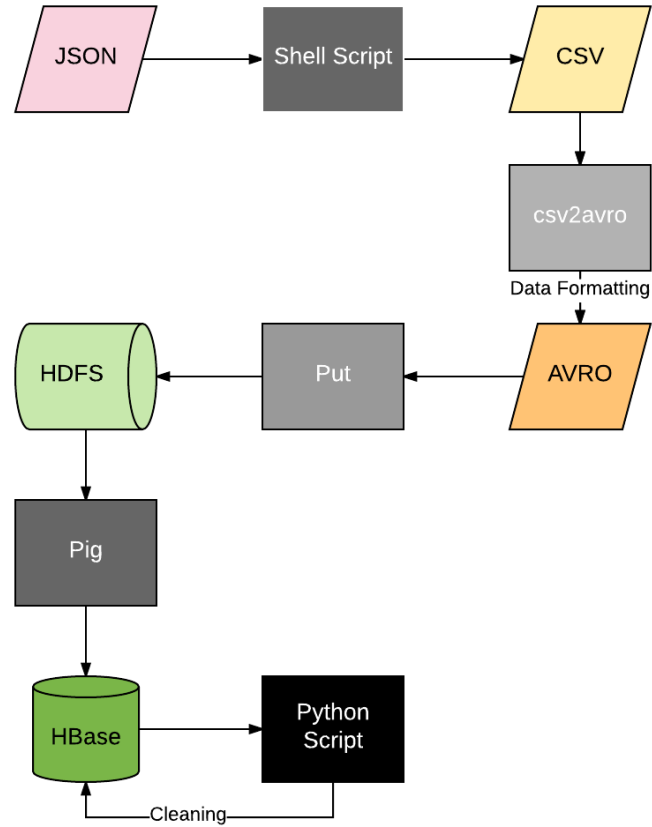 JSON
Shell Script
CSV
csv2avro
Data Formatting
HDFS
Put
AVRO
Pig
HBase
Python
Script
Cleaning